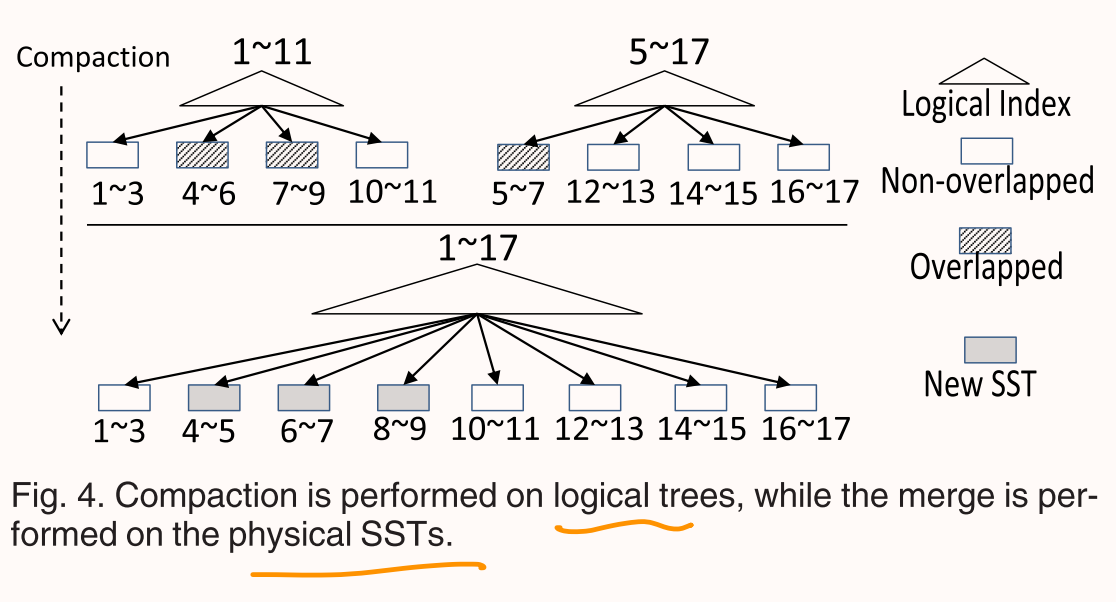 Compaction
1~11
5~17
1~3 4~6 7~9 10~11
5~7 12~13 14~15 16~17
1~17
1~3 4~5 6~7 8~9 10~11 12~13 14~15 16~17
Logical Index
Non-overlapped
Overlapped
New SST
Fig. 4. Compaction is performed on logical trees, while the merge is per-
formed on the physical SSTs.